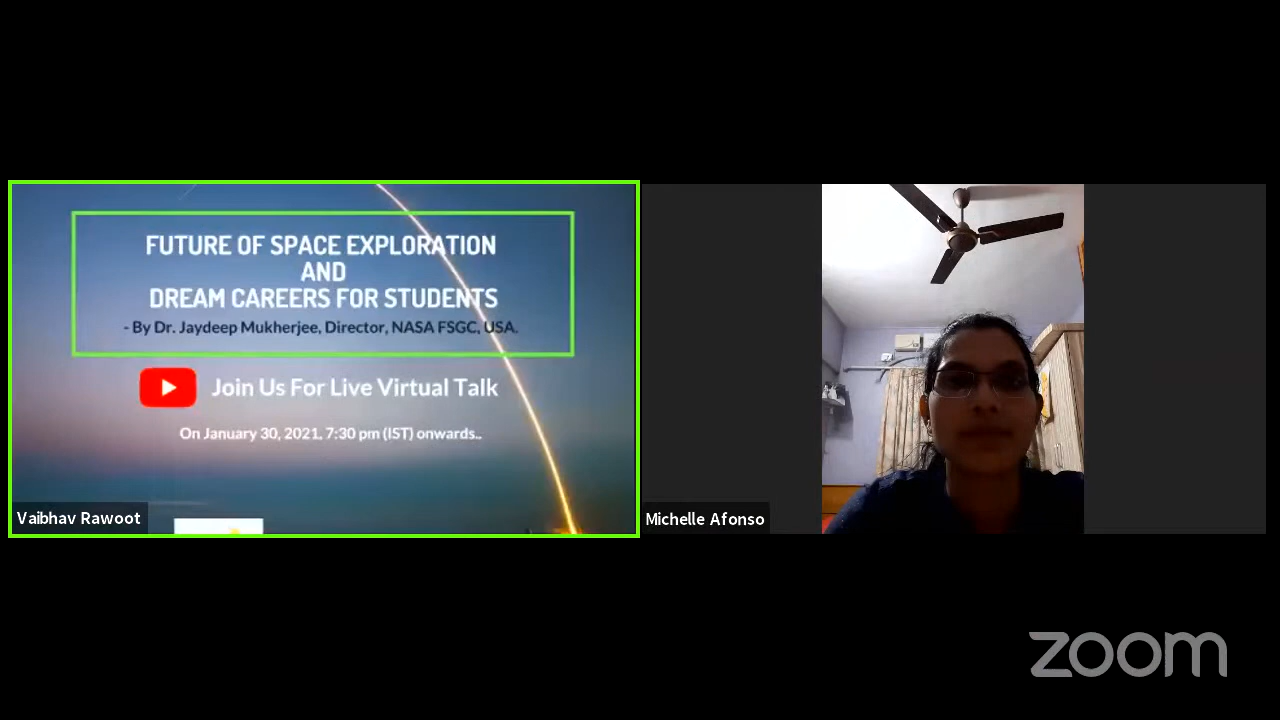 FUTURE OF SPACE EXPLORATION
AND
DREAM CAREERS FOR STUDENTS
- By Dr. Jaydeep Mukherjee, Director, NASA FSGC, USA.
Join Us For Live Virtual Talk
On January 30, 2021, 7:30 pm (IST) onwards..
Vaibhav Rawoot
Michelle Afonso
zoom